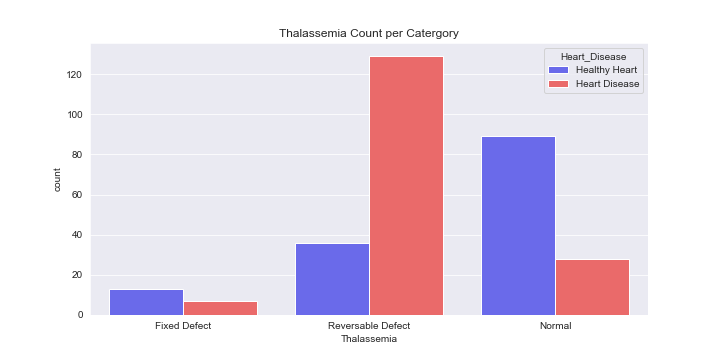 Thalassemia Count per Catergory
Heart_Disease
Healthy Heart
Heart Disease
120
100
80
60
40
20
0
count
Fixed Defect
Reversable Defect
Normal
Thalassemia